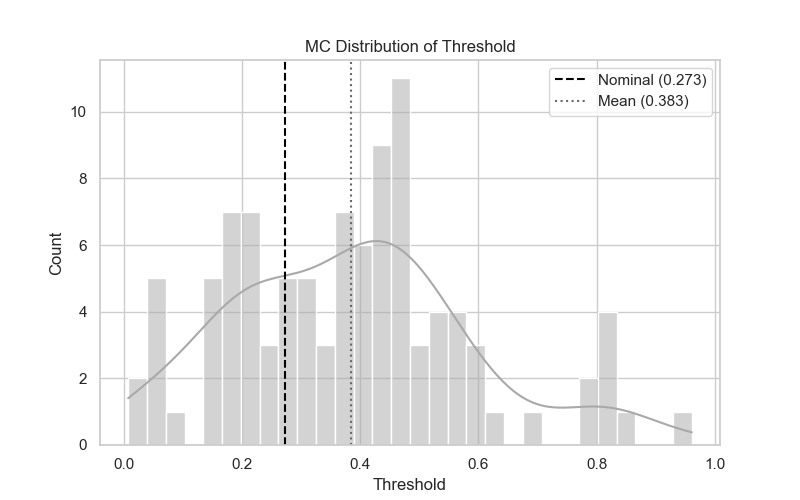 MC Distribution of Threshold
Nominal (0.273)
Mean (0.383)
Count
10
8
6
4
2
0
0.0 0.2 0.4 0.6 0.8 1.0
Threshold